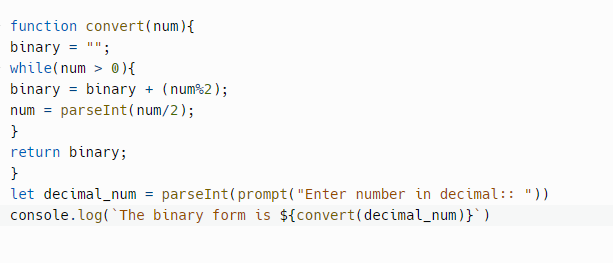 function convert(num){
binary = "";
while(num > 0){
binary = binary + (num%2);
num = parseInt(num/2);
}
return binary;
}
let decimal_num = parseInt(prompt("Enter number in decimal:: "))
console.log(`The binary form is ${convert(decimal_num)}`)